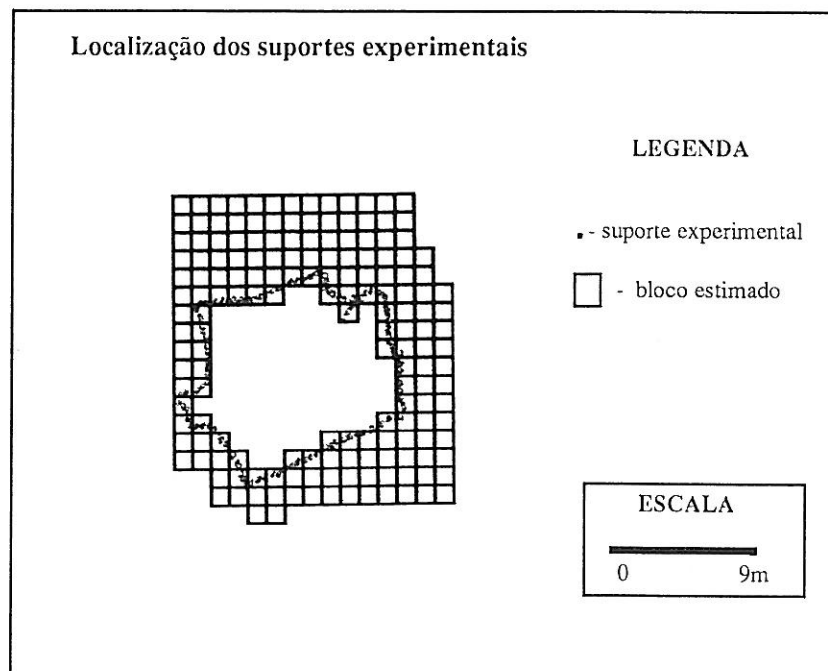 Localização dos suportes experimentais
LEGENDA
- suporte experimental
- bloco estimado
ESCALA
0 9m